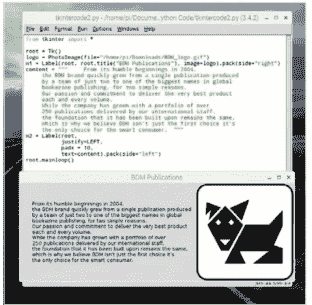 tkintercode2.py - /home/pi/Docume...ython Code/tkintercode2.py (3.4.2)
File Edit Format Run Options Windows Help
from tkinter import *
root = Tk()
logo = PhotoImage(file="/home/pi/Downloads/BDM_logo.gif")
w1 = Label(root, root.title("BDM Publications"), image=logo).pack(side="right")
content = """ From its humble beginnings in 2004,
the BDM brand quickly grew from a single publication produced
by a team of just two to one of the biggest names in global
bookazine publishing, for two simple reasons.
Our passion and commitment to deliver the very best product
each and every volume.
While the company has grown with a portfolio of over
250 publications delivered by our international staff,
the foundation that it has been built upon remains the same,
which is why we believe BDM isn't just the first choice it's
the only choice for the smart consumer. """
w2 = Label(root,
justify=LEFT,
padx = 10,
text=content).pack(side="left")
root.mainloop()
BDM Publications
From its humble beginnings in 2004,
the BDM brand quickly grew from a single publication produced
by a team of just two to one of the biggest names in global
bookazine publishing, for two simple reasons.
Our passion and commitment to deliver the very best product
each and every volume.
While the company has grown with a portfolio of over
250 publications delivered by our international staff,
the foundation that it has been built upon remains the same,
which is why we believe BDM isn't just the first choice it's
the only choice for the smart consumer.